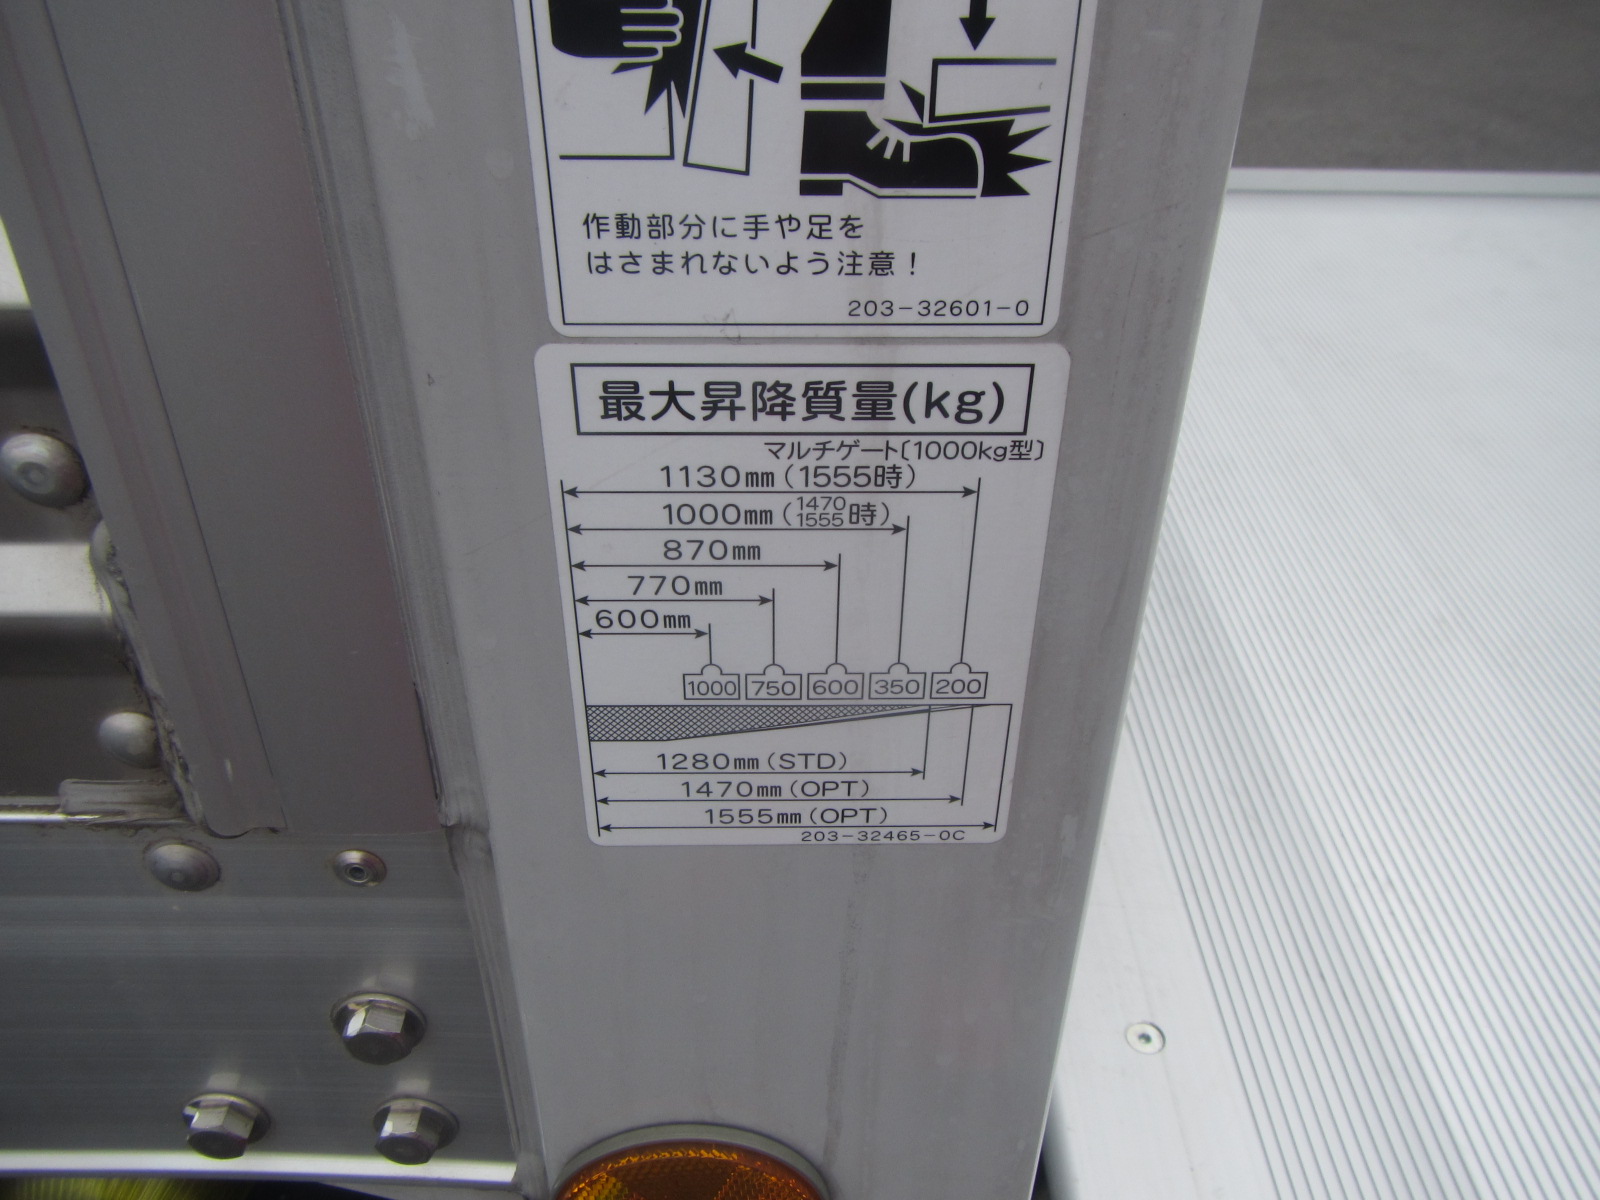 作動部分に手や足を
はさまれないよう注意！
203-32601-0
最大昇降質量(kg)
マルチゲート〔1000kg型〕
1130mm(1555時)
1000mm(1470 1555時)
870mm
770mm
600mm
1000 750 600 350 200
1280mm(STD)
1470mm(OPT)
1555mm(OPT)
203-32465-0C